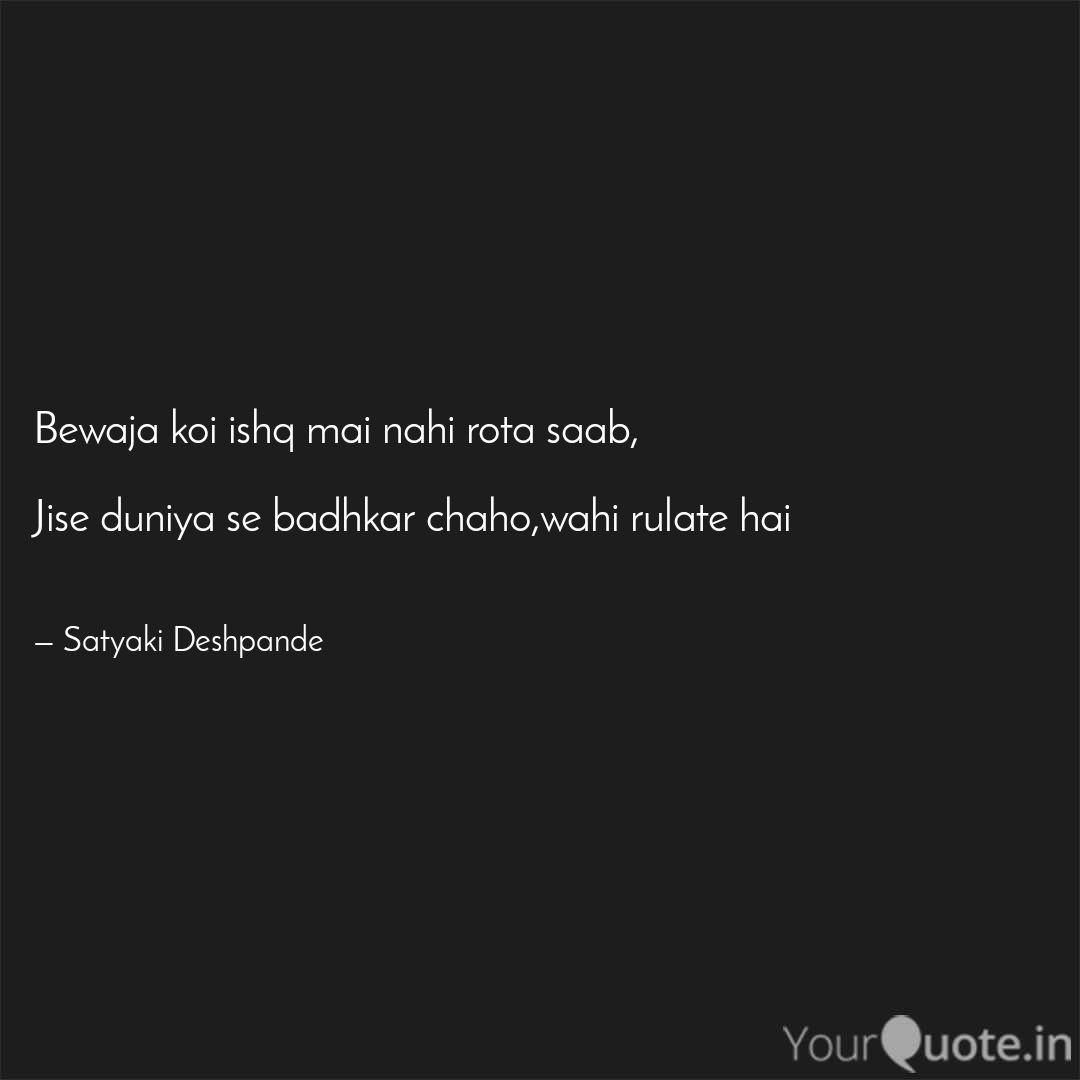 Bewaja koi ishq mai nahi rota saab,
Jise duniya se badhkar chaho,wahi rulate hai
– Satyaki Deshpande
YourQuote.in